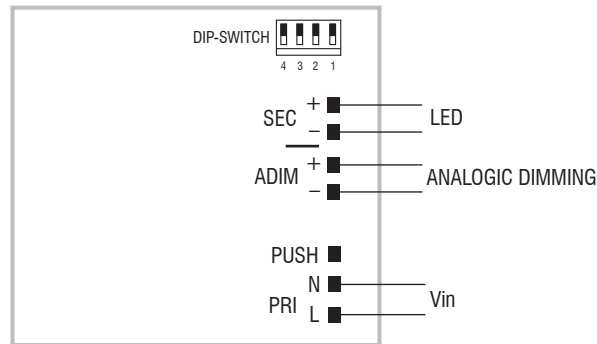 DIP-SWITCH
4 3 2 1
SEC + −
LED
ADIM + −
ANALOGIC DIMMING
PUSH
PRI N L
Vin